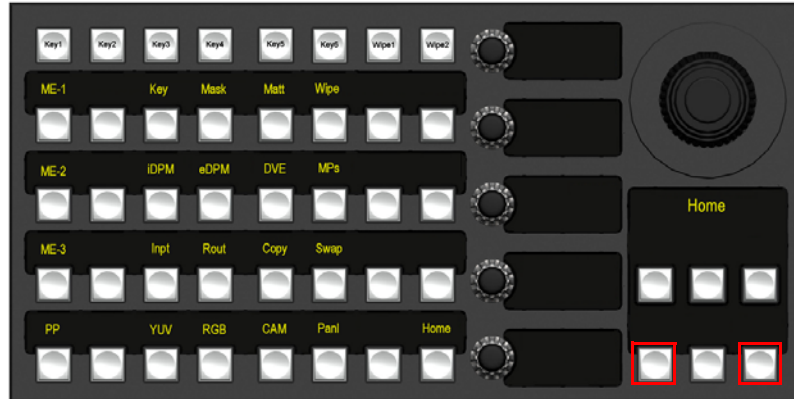 Key1 Key2 Key3 Key4 Key5 Key6 Wipe1 Wipe2
ME-1 Key Mask Matt Wipe
ME-2 iDPM eDPM DVE MPs
Home
ME-3 Inpt Rout Copy Swap
PP YUV RGB CAM Panl Home